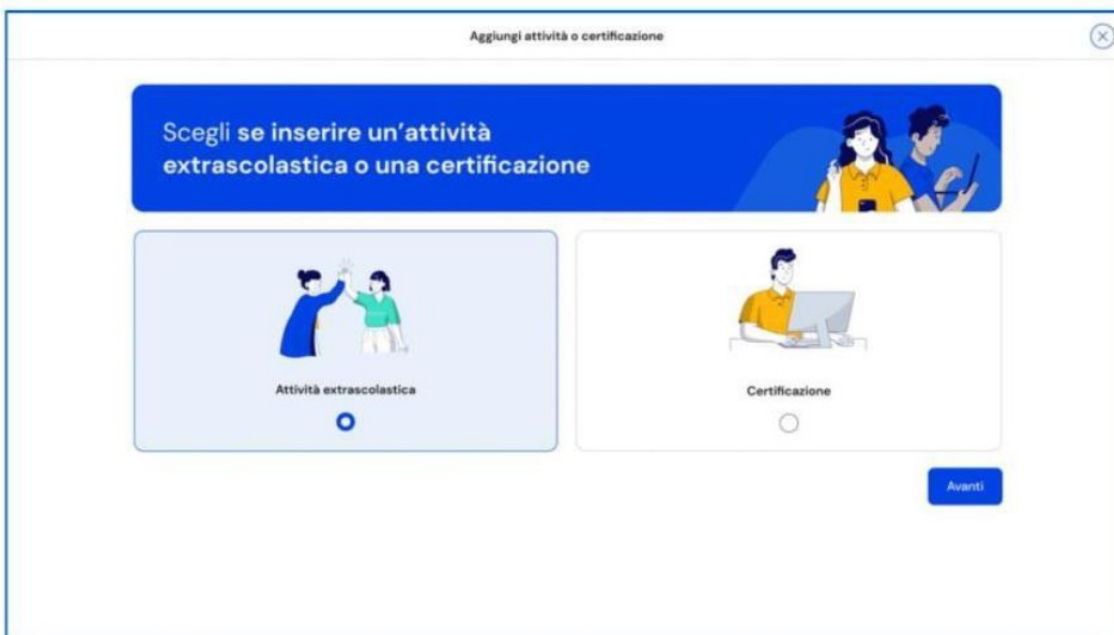 Aggiungi attività o certificazione
Scegli se inserire un'attività
extrascolastica o una certificazione
Attività extrascolastica
Certificazione
Avanti